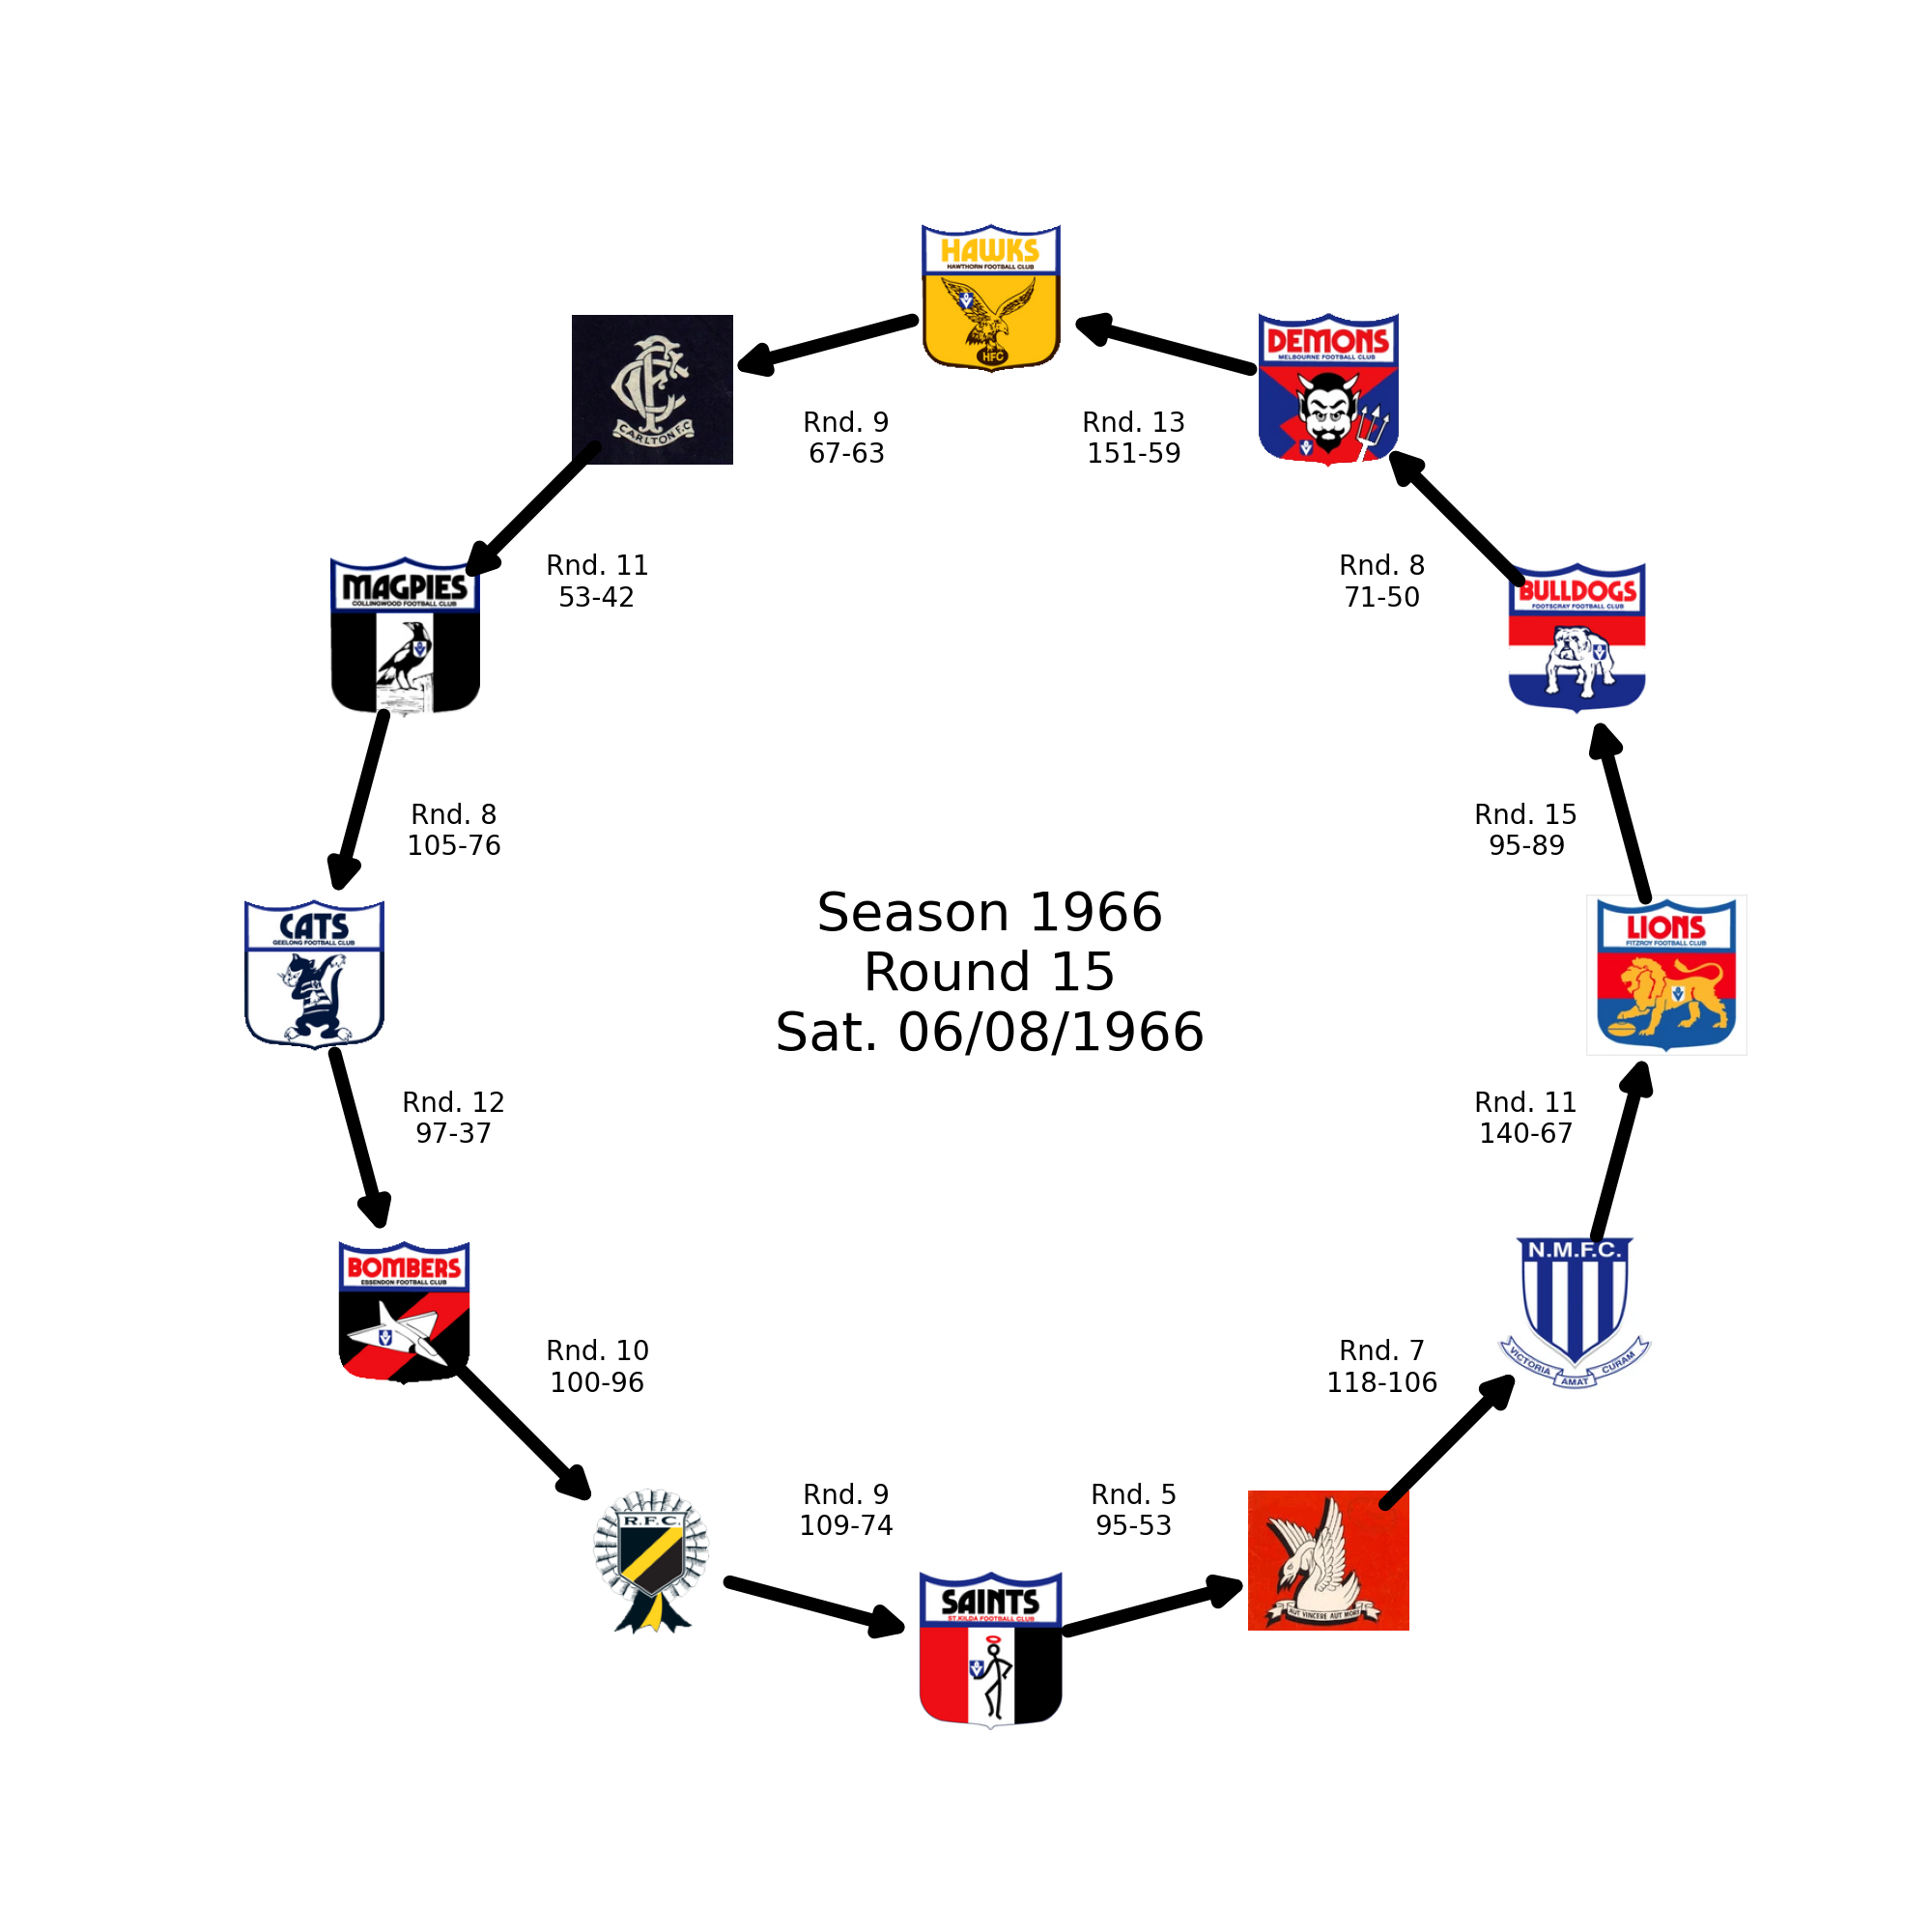 HAWKS
HAWTHORN FOOTBALL CLUB
HFC
DEMONS
MELBOURNE FOOTBALL CLUB
CARLTON F.C
Rnd. 9
67-63
Rnd. 13
151-59
MAGPIES
COLLINGWOOD FOOTBALL CLUB
Rnd. 11
53-42
Rnd. 8
71-50
BULLDOGS
FOOTSCRAY FOOTBALL CLUB
Rnd. 8
105-76
Rnd. 15
95-89
CATS
GEELONG FOOTBALL CLUB
Season 1966
Round 15
Sat. 06/08/1966
LIONS
FITZROY FOOTBALL CLUB
Rnd. 12
97-37
Rnd. 11
140-67
BOMBERS
ESSENDON FOOTBALL CLUB
N.M.F.C.
VICTORIA AMAT CURAM
Rnd. 10
100-96
Rnd. 7
118-106
R.F.C.
Rnd. 9
109-74
Rnd. 5
95-53
SAINTS
ST.KILDA FOOTBALL CLUB
AUT VINCERE AUT MORI